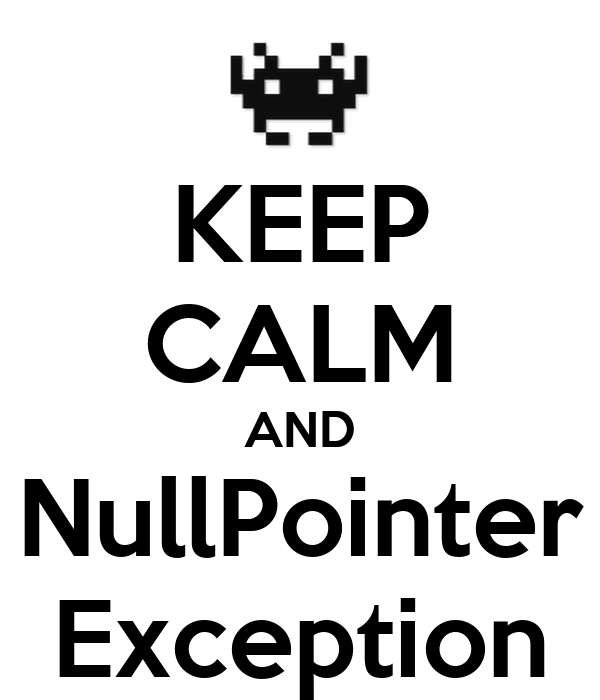 KEEP
CALM
AND
NullPointer
Exception